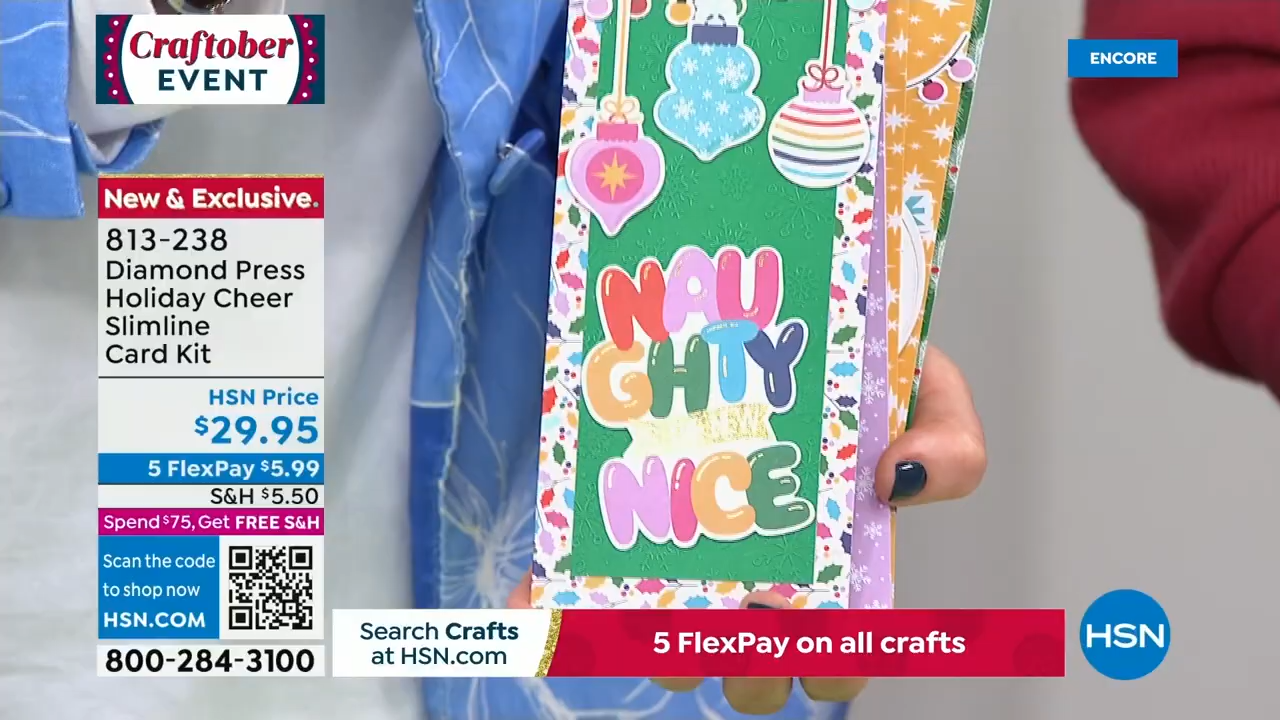 Craftober
EVENT
ENCORE
New & Exclusive.
813-238
Diamond Press
Holiday Cheer
Slimline
Card Kit
HSN Price
$29.95
5 FlexPay $5.99
S&H $5.50
Spend $75, Get FREE S&H
Scan the code
to shop now
HSN.COM
800-284-3100
NAU
GHTY
NICE
Search Crafts
at HSN.com
5 FlexPay on all crafts
HSN